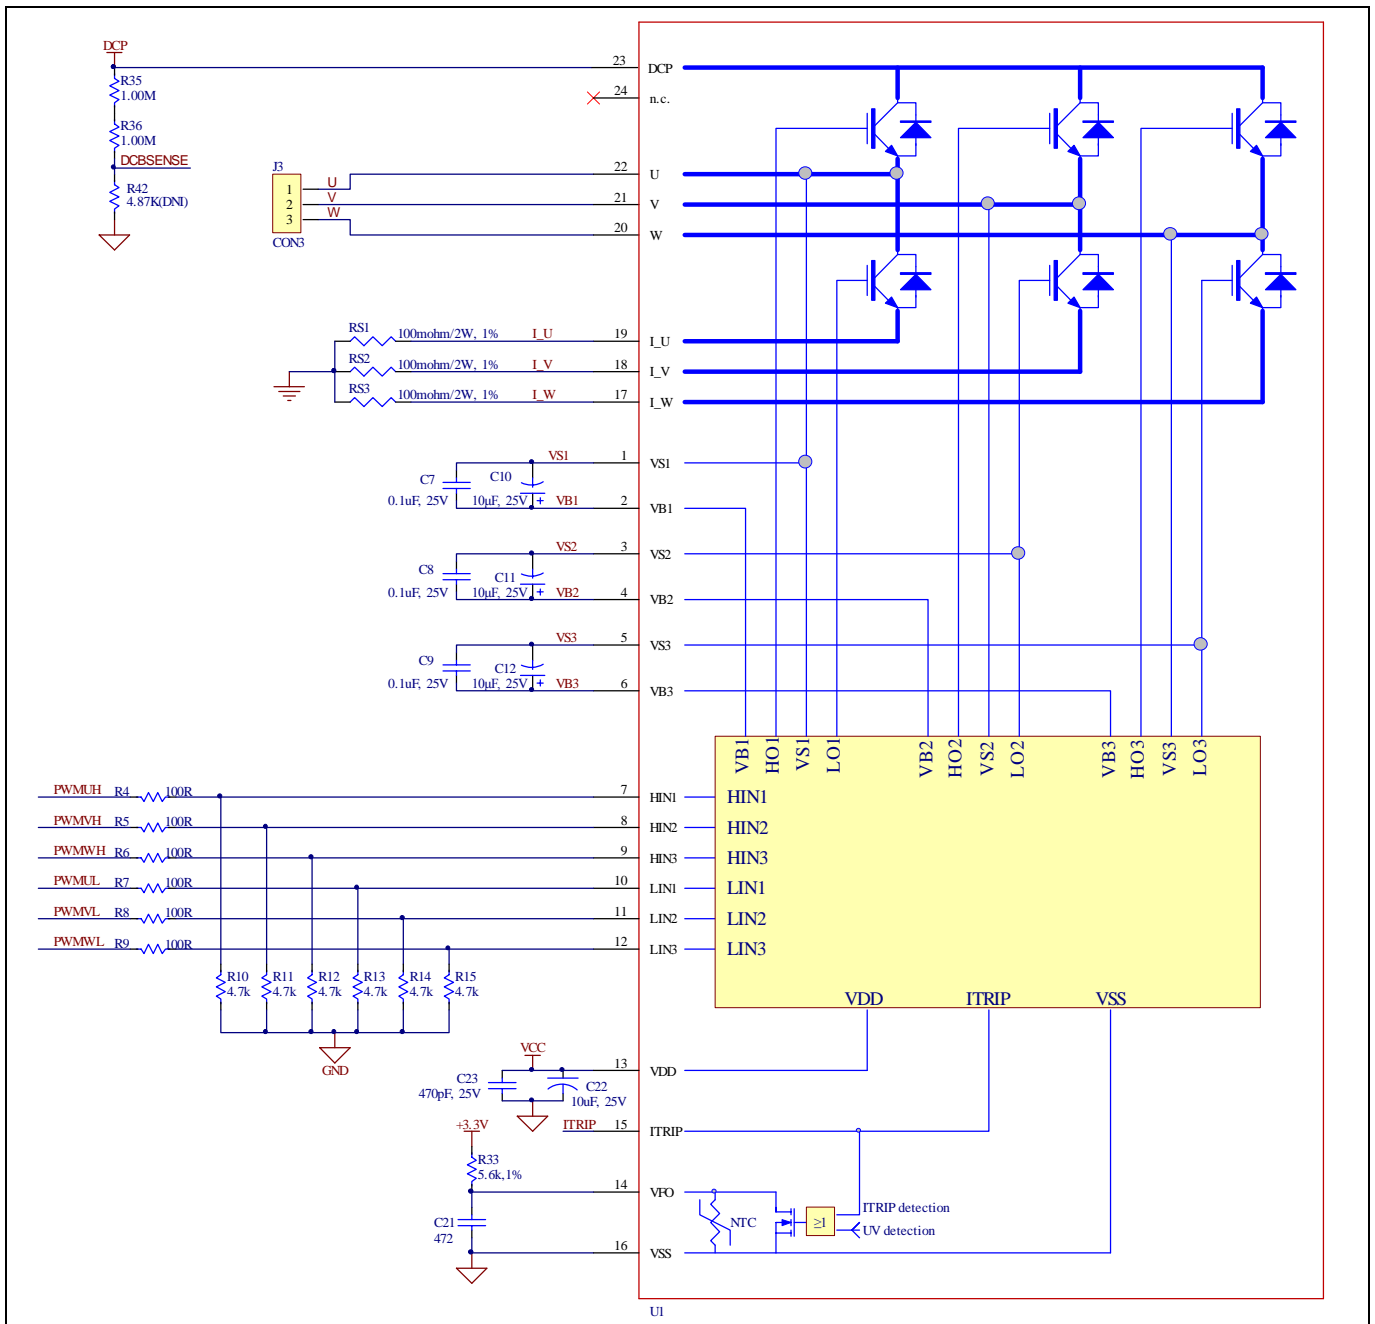 DCP
R35
1.00M
R36
1.00M
DCBSENSE
R42
4.87K(DNI)
J3
1
2
3
U
V
W
CON3
23
24
22
21
20
DCP
n.c.
U
V
W
RS1
100mohm/2W, 1%
I_U
19
I_U
RS2
100mohm/2W, 1%
I_V
18
I_V
RS3
100mohm/2W, 1%
I_W
17
I_W
VS1
1
VS1
C7
0.1uF, 25V
C10
10µF, 25V
+
VB1
2
VB1
VS2
3
VS2
C8
0.1uF, 25V
C11
10µF, 25V
+
VB2
4
VB2
VS3
5
VS3
C9
0.1uF, 25V
C12
10µF, 25V
+
VB3
6
VB3
VB1
HO1
VS1
LO1
VB2
HO2
VS2
LO2
VB3
HO3
VS3
LO3
PWMUH R4 100R
7
HIN1
HIN1
PWMVH R5 100R
8
HIN2
HIN2
PWMWH R6 100R
9
HIN3
HIN3
PWMUL R7 100R
10
LIN1
LIN1
PWMVL R8 100R
11
LIN2
LIN2
PWMWL R9 100R
12
LIN3
LIN3
R10
4.7k
R11
4.7k
R12
4.7k
R13
4.7k
R14
4.7k
R15
4.7k
GND
VDD
ITRIP
VSS
VCC
13
VDD
C23
470pF, 25V
C22
10uF, 25V
ITRIP
15
ITRIP
+3.3V
R33
5.6k,1%
14
VFO
C21
472
16
VSS
NTC
≥1
ITRIP detection
UV detection
U1